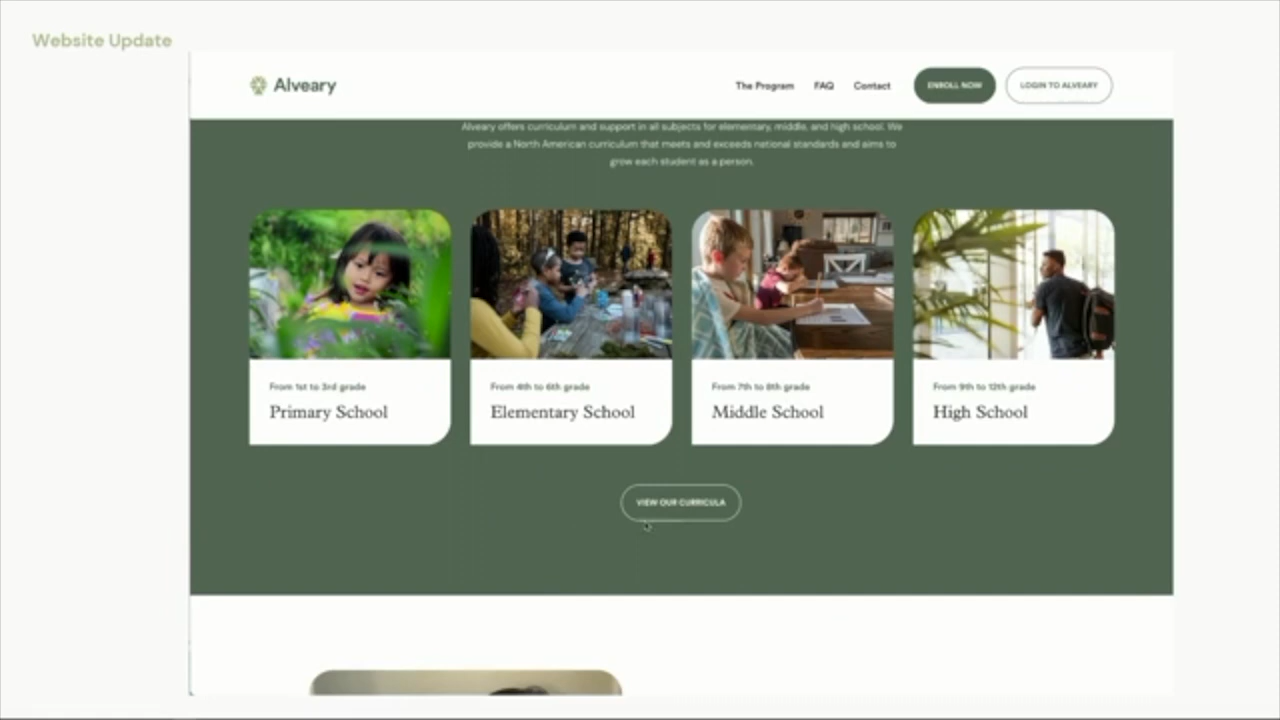 Website Update
Alveary
The Program
FAQ
Contact
ENROLL NOW
LOGIN TO ALVEARY
Alveary offers curriculum and support in all subjects for elementary, middle, and high school. We
provide a North American curriculum that meets and exceeds national standards and aims to
grow each student as a person.
From 1st to 3rd grade
Primary School
From 4th to 6th grade
Elementary School
From 7th to 8th grade
Middle School
From 9th to 12th grade
High School
VIEW OUR CURRICULA